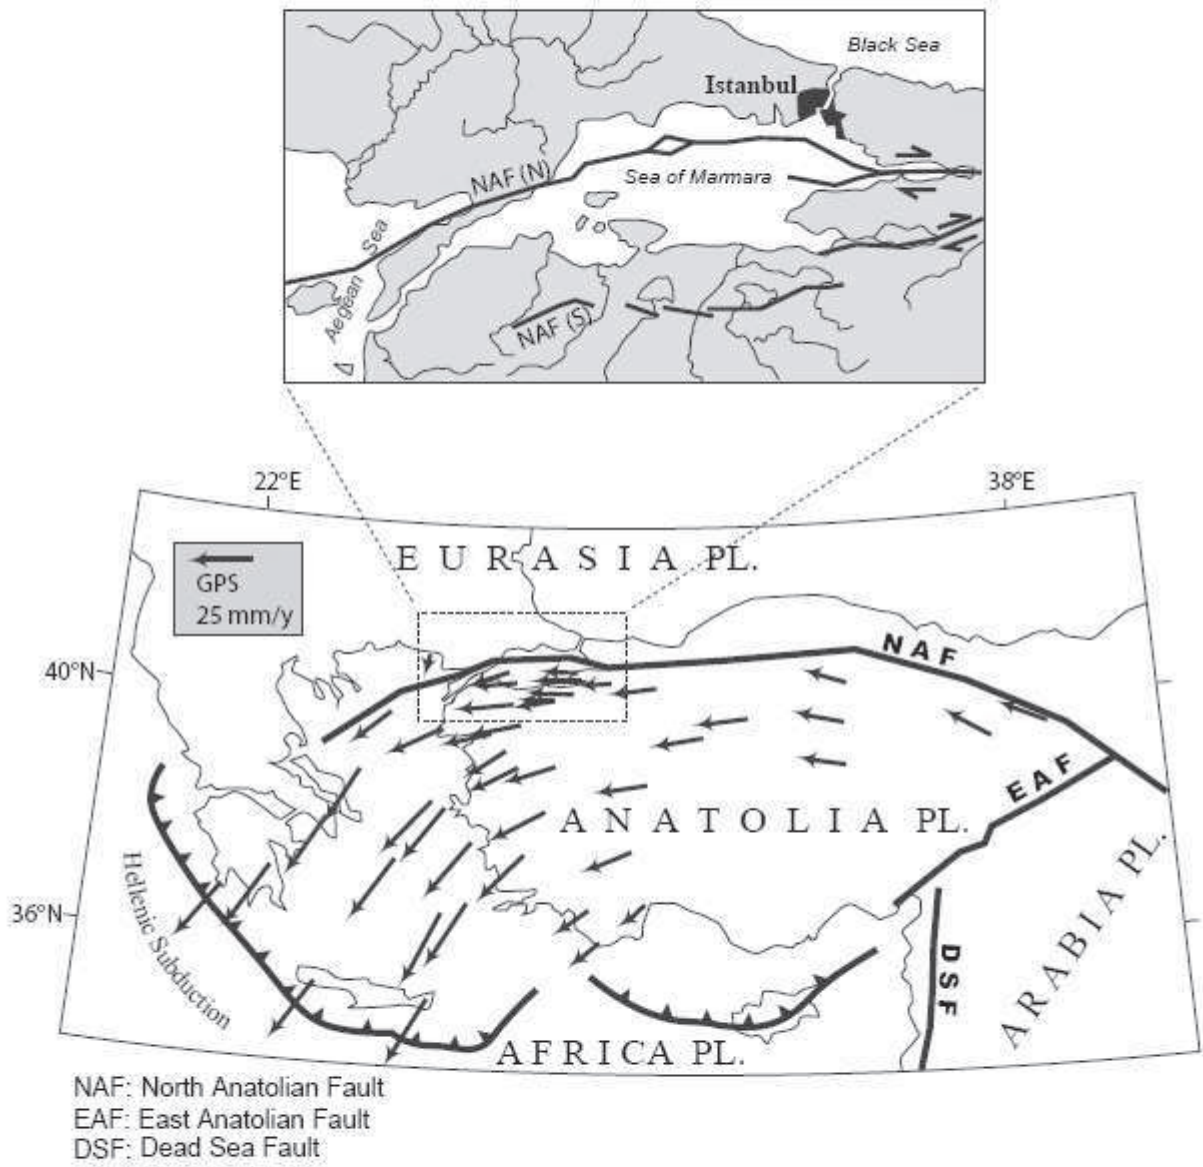 Black Sea
Istanbul
NAF (N)
Sea of Marmara
Aegean Sea
NAF (S)
22°E
38°E
EURASIA PL.
GPS
25 mm/y
40°N
NAF
EAF
ANATOLIA PL.
36°N
Hellenic Subduction
DSF
ARABIA PL.
AFRICA PL.
NAF: North Anatolian Fault
EAF: East Anatolian Fault
DSF: Dead Sea Fault